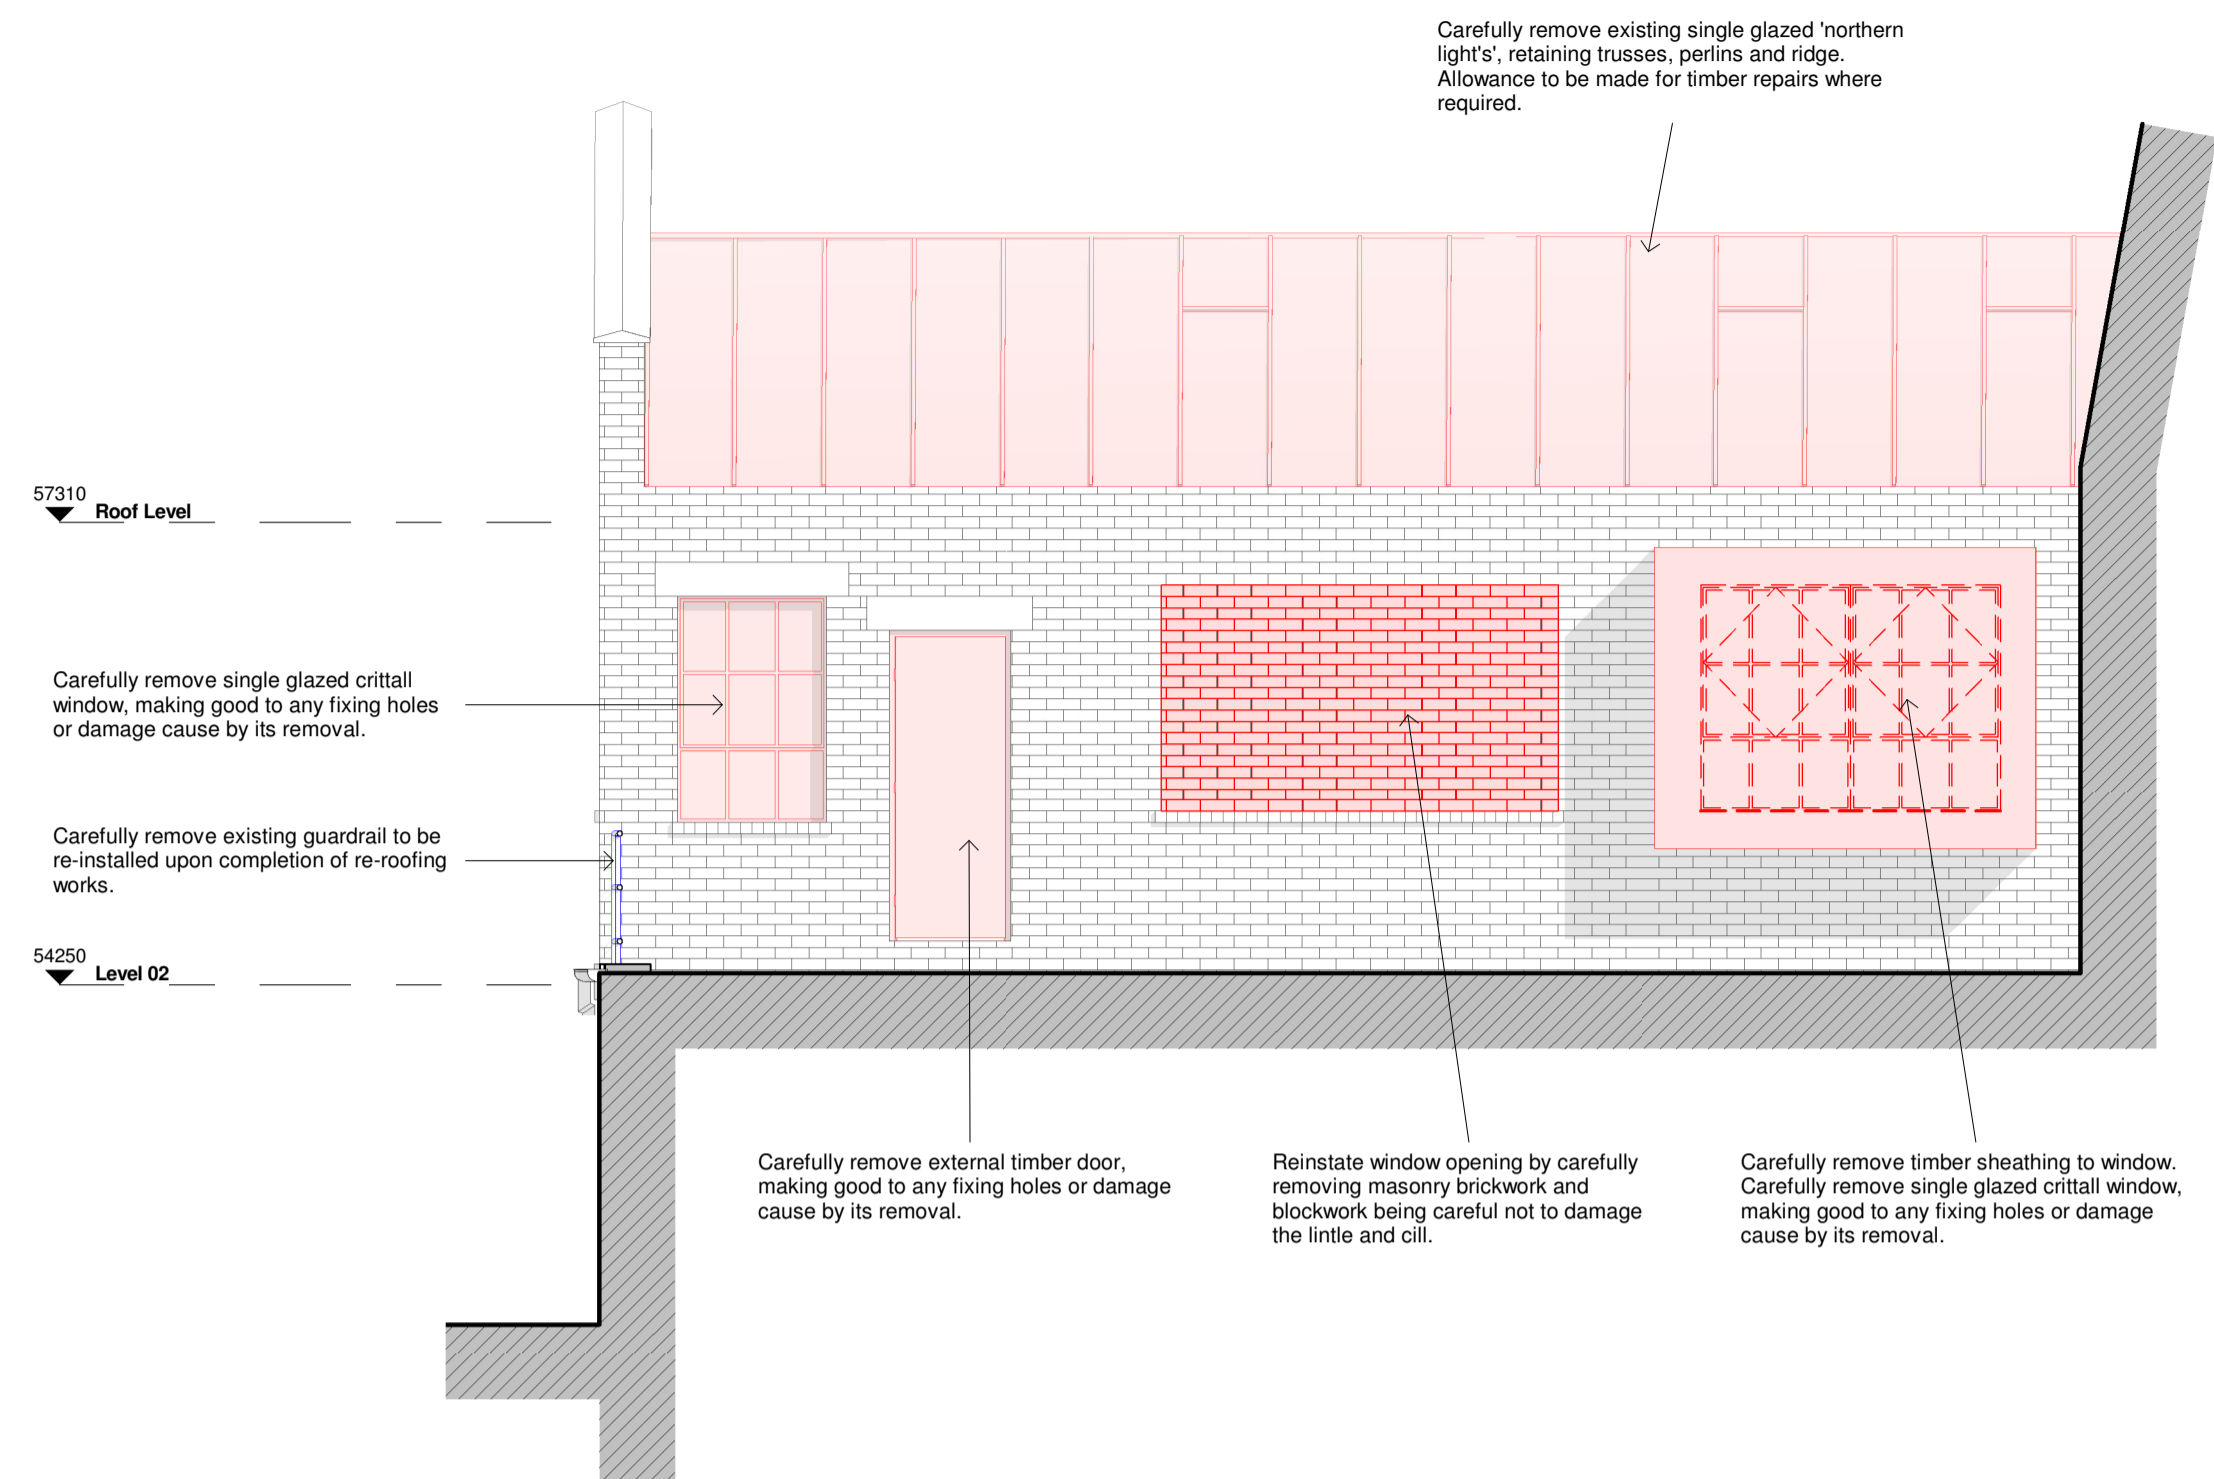 Carefully remove existing single glazed 'northern
light's', retaining trusses, perlins and ridge.
Allowance to be made for timber repairs where
required.
57310
Roof Level
Carefully remove single glazed crittall
window, making good to any fixing holes
or damage cause by its removal.
Carefully remove existing guardrail to be
re-installed upon completion of re-roofing
works.
54250
Level 02
Carefully remove external timber door,
making good to any fixing holes or damage
cause by its removal.
Reinstate window opening by carefully
removing masonry brickwork and
blockwork being careful not to damage
the lintle and cill.
Carefully remove timber sheathing to window.
Carefully remove single glazed crittall window,
making good to any fixing holes or damage
cause by its removal.